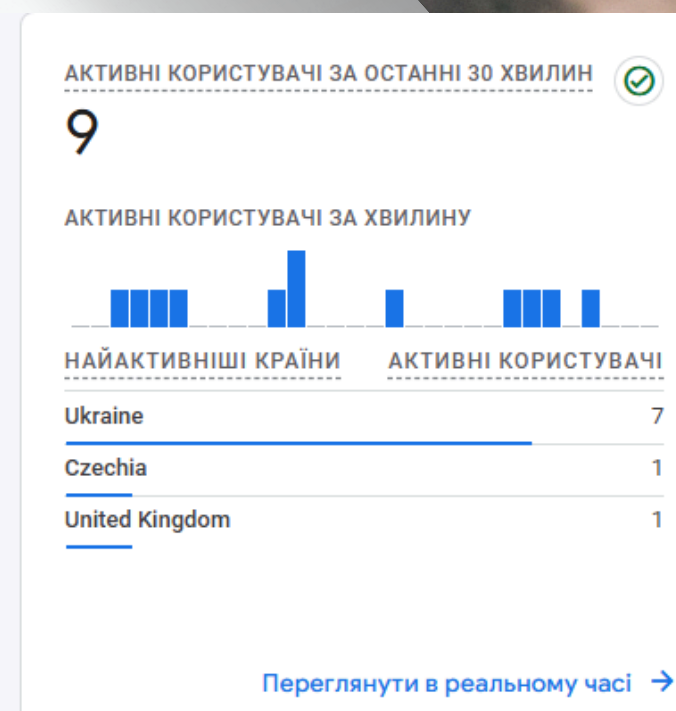 АКТИВНІ КОРИСТУВАЧІ ЗА ОСТАННІ 30 ХВИЛИН
9
АКТИВНІ КОРИСТУВАЧІ ЗА ХВИЛИНУ
НАЙАКТИВНІШІ КРАЇНИ АКТИВНІ КОРИСТУВАЧІ
Ukraine 7
Czechia 1
United Kingdom 1
Переглянути в реальному часі →